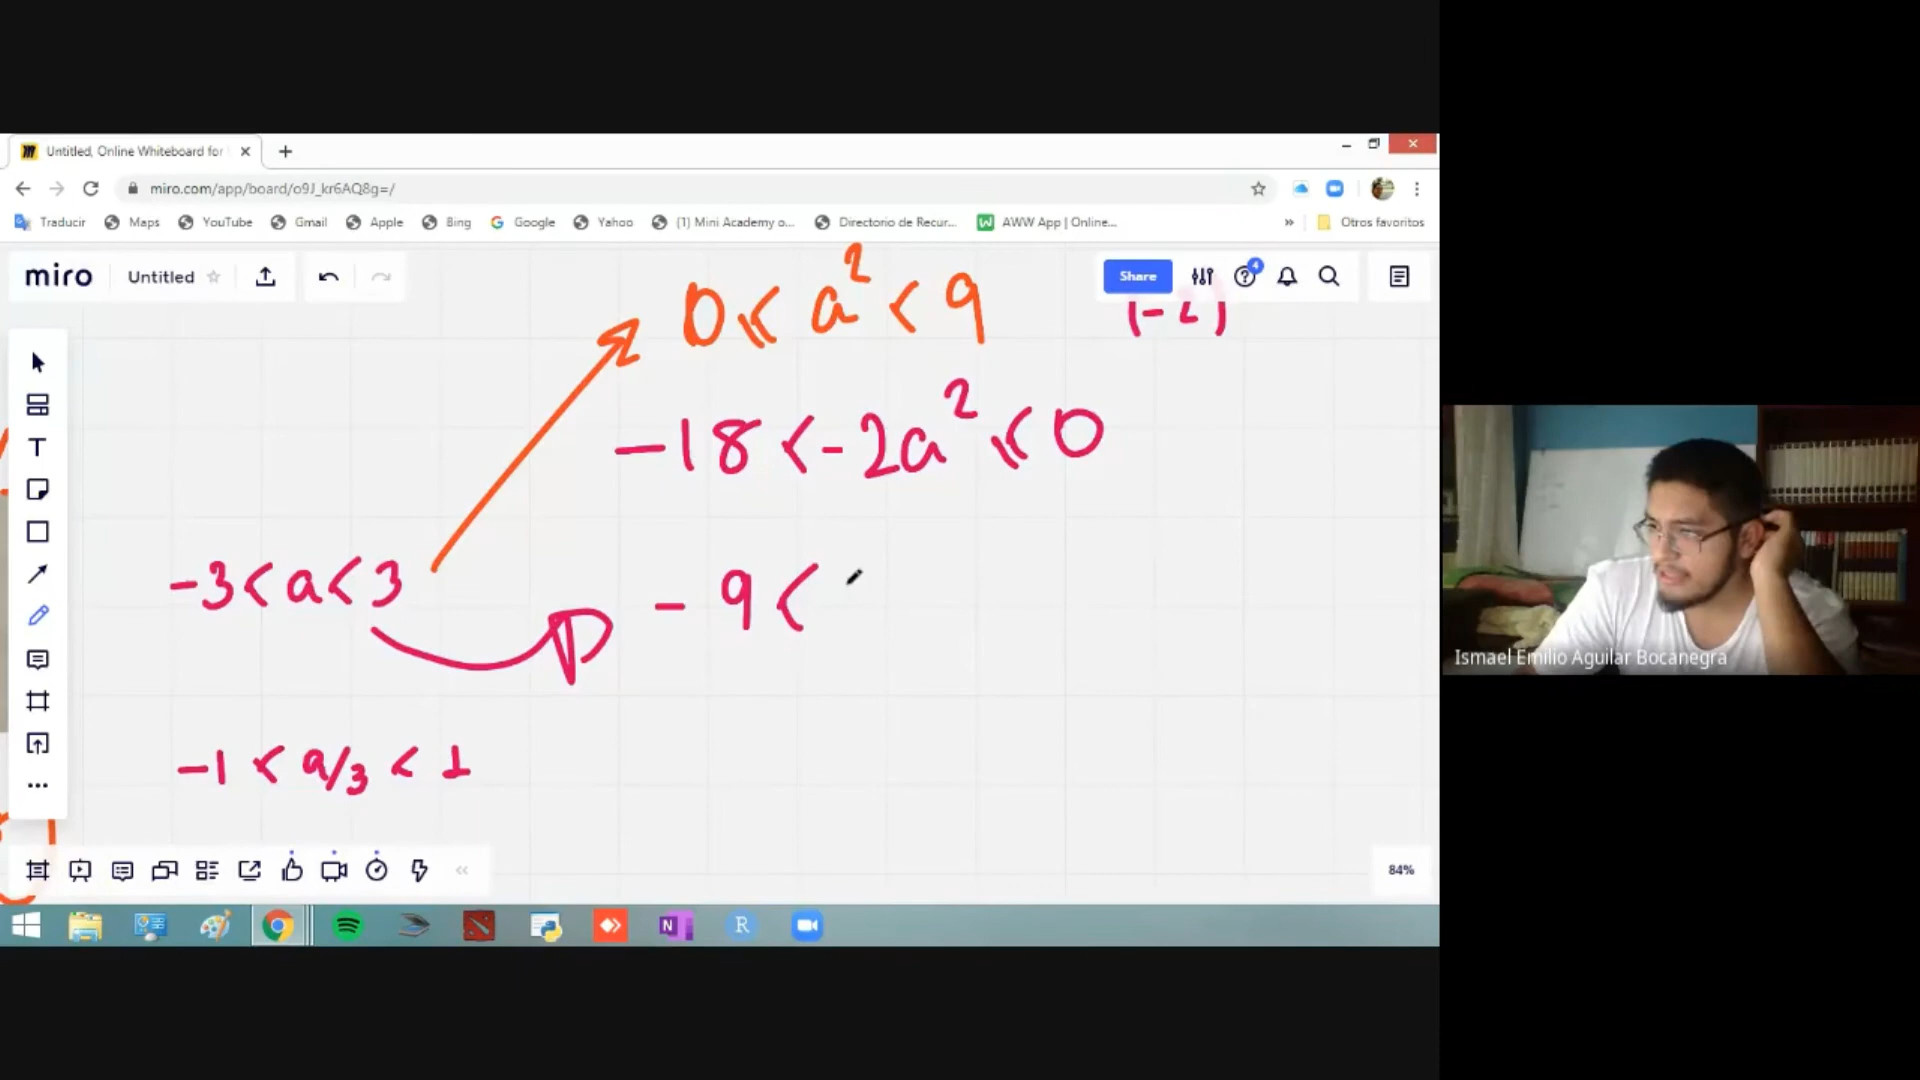 Untitled, Online Whiteboard for
miro.com/app/board/o9J_kr6AQ8g=/
Traducir Maps YouTube Gmail Apple Bing Google Yahoo (1) Mini Academy o... Directorio de Recur... AWW App | Online... » Otros favoritos
miro Untitled Share 4
0 ≤ a² < 9 (-2)
-18 < -2a² ≤ 0
-3 < a < 3
-9 <
-1 < a/3 < 1
84%
Ismael Emilio Aguilar Bocanegra